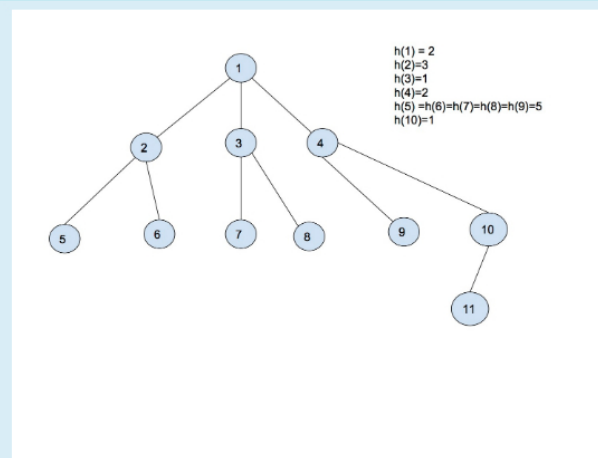 h(1) = 2
h(2)=3
h(3)=1
h(4)=2
h(5) =h(6)=h(7)=h(8)=h(9)=5
h(10)=1
1
2
3
4
5
6
7
8
9
10
11